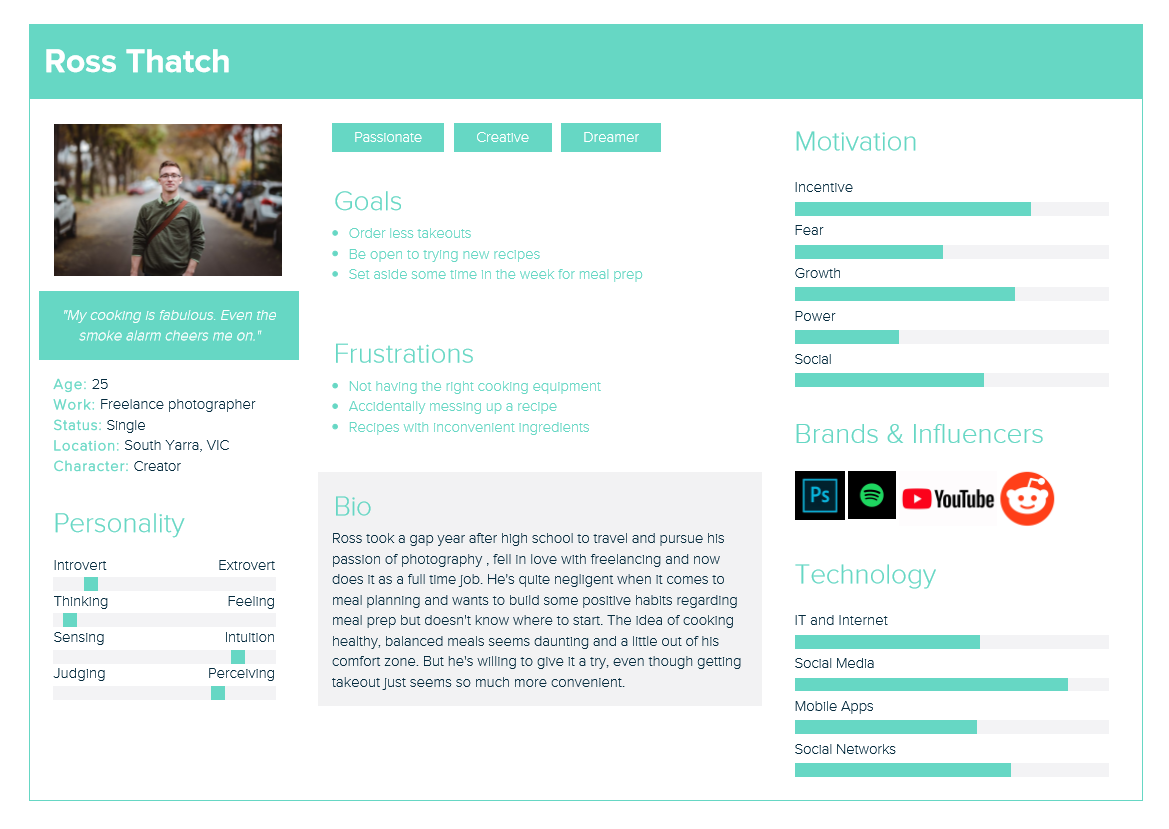 Ross Thatch
"My cooking is fabulous. Even the
smoke alarm cheers me on."
Age: 25
Work: Freelance photographer
Status: Single
Location: South Yarra, VIC
Character: Creator
Personality
Introvert Extrovert
Thinking Feeling
Sensing Intuition
Judging Perceiving
Passionate Creative Dreamer
Goals
Order less takeouts
Be open to trying new recipes
Set aside some time in the week for meal prep
Frustrations
Not having the right cooking equipment
Accidentally messing up a recipe
Recipes with inconvenient ingredients
Bio
Ross took a gap year after high school to travel and pursue his
passion of photography , fell in love with freelancing and now
does it as a full time job. He's quite negligent when it comes to
meal planning and wants to build some positive habits regarding
meal prep but doesn't know where to start. The idea of cooking
healthy, balanced meals seems daunting and a little out of his
comfort zone. But he's willing to give it a try, even though getting
takeout just seems so much more convenient.
Motivation
Incentive
Fear
Growth
Power
Social
Brands & Influencers
Ps YouTube
Technology
IT and Internet
Social Media
Mobile Apps
Social Networks